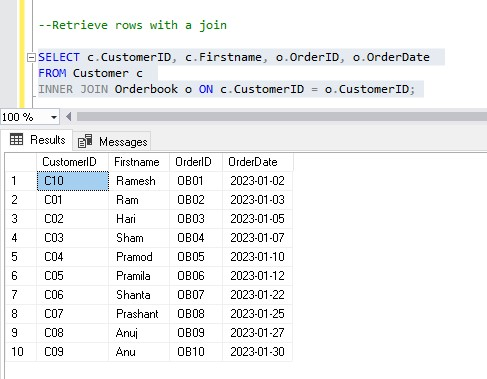 --Retrieve rows with a join
SELECT c.CustomerID, c.Firstname, o.OrderID, o.OrderDate
FROM Customer c
INNER JOIN Orderbook o ON c.CustomerID = o.CustomerID;
100 %
Results Messages
CustomerID Firstname OrderID OrderDate
1 C10 Ramesh OB01 2023-01-02
2 C01 Ram OB02 2023-01-03
3 C02 Hari OB03 2023-01-05
4 C03 Sham OB04 2023-01-07
5 C04 Pramod OB05 2023-01-10
6 C05 Pramila OB06 2023-01-12
7 C06 Shanta OB07 2023-01-22
8 C07 Prashant OB08 2023-01-25
9 C08 Anuj OB09 2023-01-27
10 C09 Anu OB10 2023-01-30